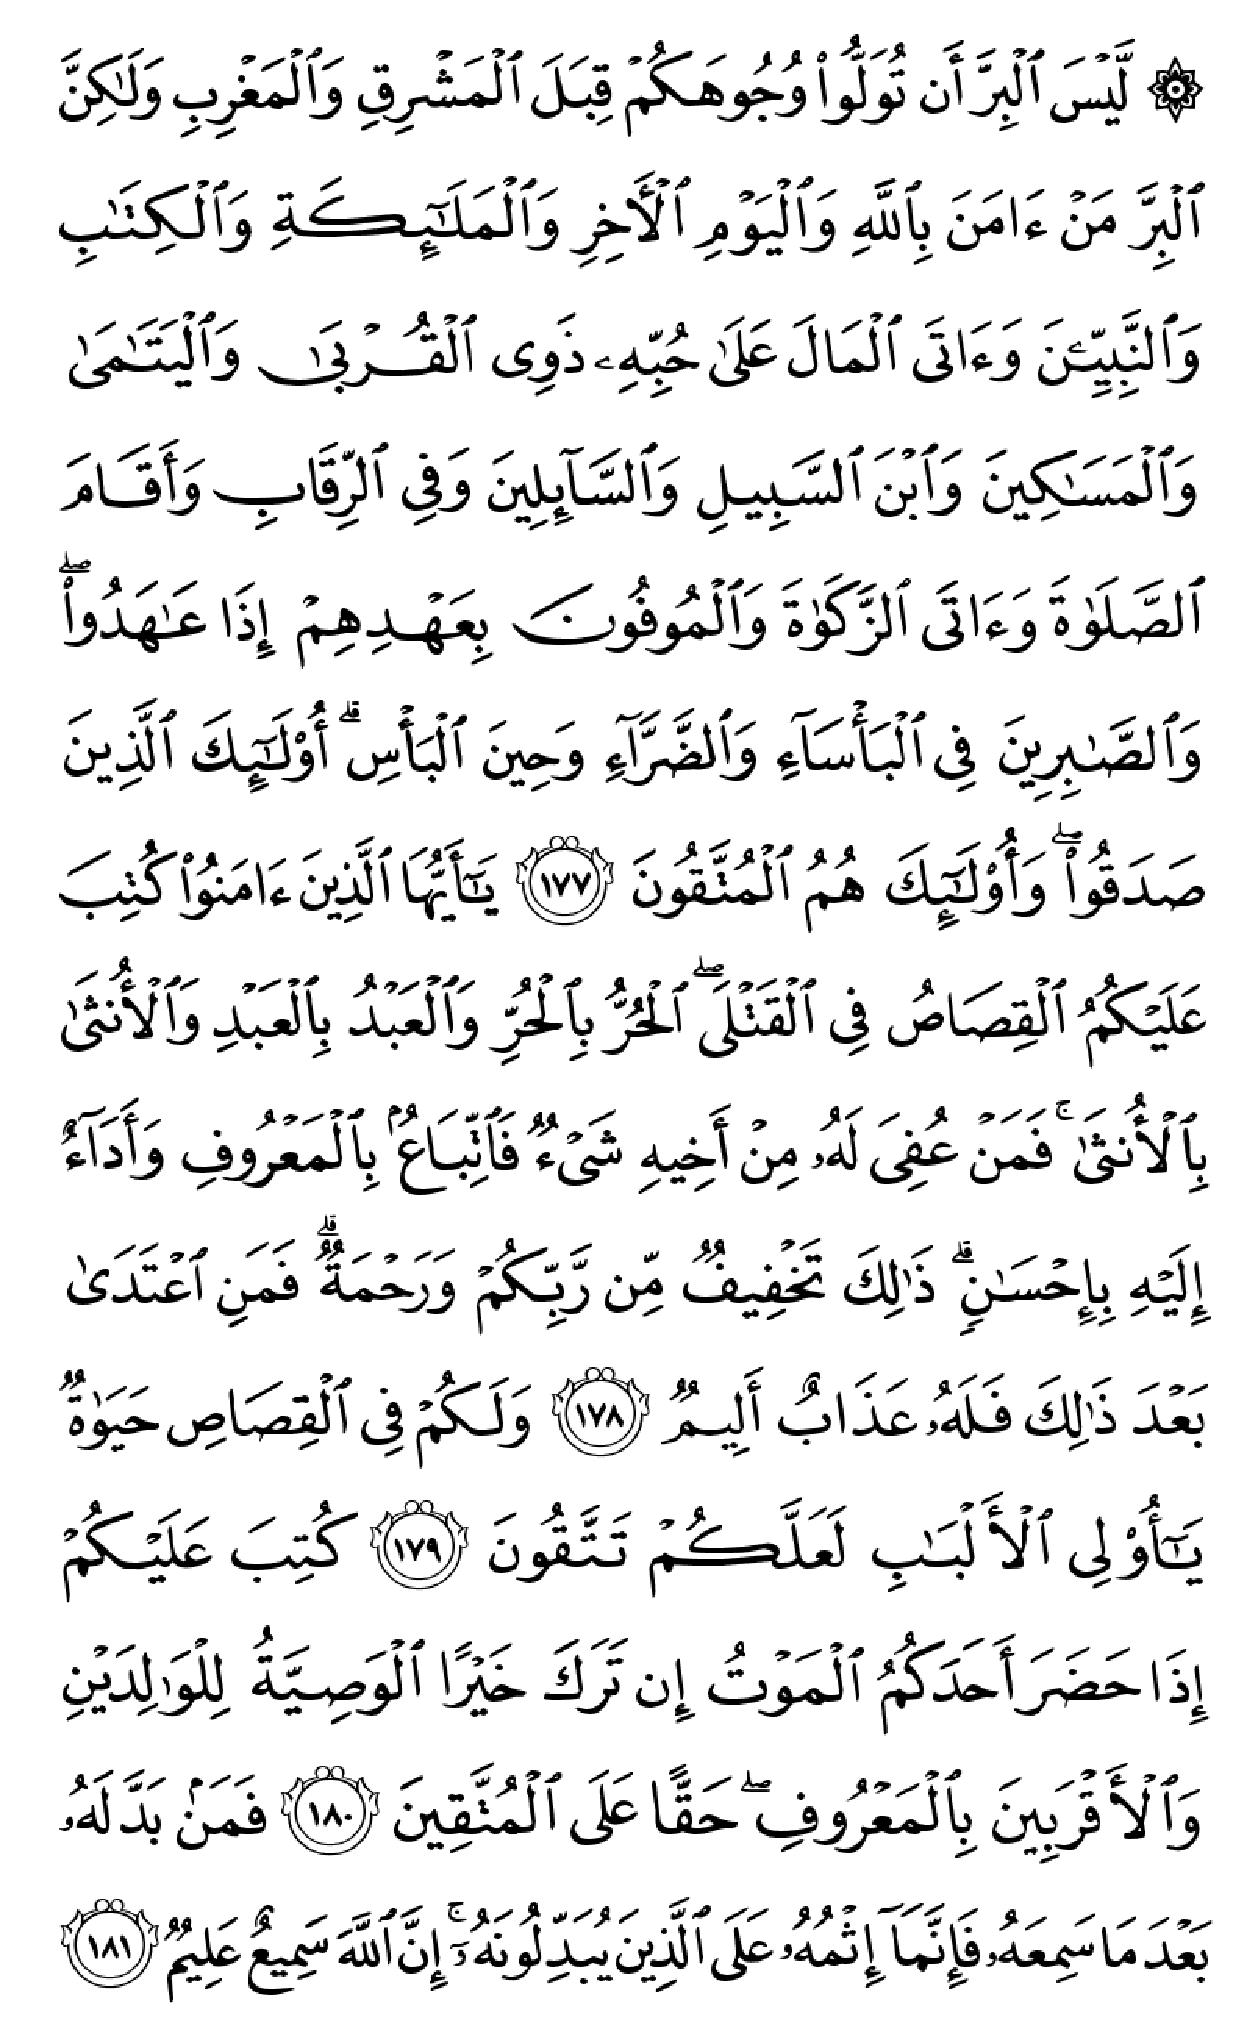 ۞ لَّيۡسَ ٱلۡبِرَّ أَن تُوَلُّواْ وُجُوهَكُمۡ قِبَلَ ٱلۡمَشۡرِقِ وَٱلۡمَغۡرِبِ وَلَٰكِنَّ
ٱلۡبِرَّ مَنۡ ءَامَنَ بِٱللَّهِ وَٱلۡيَوۡمِ ٱلۡأٓخِرِ وَٱلۡمَلَٰٓئِكَةِ وَٱلۡكِتَٰبِ
وَٱلنَّبِيِّـۧنَ وَءَاتَى ٱلۡمَالَ عَلَىٰ حُبِّهِۦ ذَوِي ٱلۡقُرۡبَىٰ وَٱلۡيَتَٰمَىٰ
وَٱلۡمَسَٰكِينَ وَٱبۡنَ ٱلسَّبِيلِ وَٱلسَّآئِلِينَ وَفِي ٱلرِّقَابِ وَأَقَامَ
ٱلصَّلَوٰةَ وَءَاتَى ٱلزَّكَوٰةَ وَٱلۡمُوفُونَ بِعَهۡدِهِمۡ إِذَا عَٰهَدُواْۖ
وَٱلصَّٰبِرِينَ فِي ٱلۡبَأۡسَآءِ وَٱلضَّرَّآءِ وَحِينَ ٱلۡبَأۡسِۗ أُوْلَٰٓئِكَ ٱلَّذِينَ
صَدَقُواْۖ وَأُوْلَٰٓئِكَ هُمُ ٱلۡمُتَّقُونَ ١٧٧ يَٰٓأَيُّهَا ٱلَّذِينَ ءَامَنُواْ كُتِبَ
عَلَيۡكُمُ ٱلۡقِصَاصُ فِي ٱلۡقَتۡلَىۖ ٱلۡحُرُّ بِٱلۡحُرِّ وَٱلۡعَبۡدُ بِٱلۡعَبۡدِ وَٱلۡأُنثَىٰ
بِٱلۡأُنثَىٰۚ فَمَنۡ عُفِيَ لَهُۥ مِنۡ أَخِيهِ شَيۡءٞ فَٱتِّبَاعُۢ بِٱلۡمَعۡرُوفِ وَأَدَآءٌ
إِلَيۡهِ بِإِحۡسَٰنٖۗ ذَٰلِكَ تَخۡفِيفٞ مِّن رَّبِّكُمۡ وَرَحۡمَةٞۗ فَمَنِ ٱعۡتَدَىٰ
بَعۡدَ ذَٰلِكَ فَلَهُۥ عَذَابٌ أَلِيمٞ ١٧٨ وَلَكُمۡ فِي ٱلۡقِصَاصِ حَيَوٰةٞ
يَٰٓأُوْلِي ٱلۡأَلۡبَٰبِ لَعَلَّكُمۡ تَتَّقُونَ ١٧٩ كُتِبَ عَلَيۡكُمۡ
إِذَا حَضَرَ أَحَدَكُمُ ٱلۡمَوۡتُ إِن تَرَكَ خَيۡرًا ٱلۡوَصِيَّةُ لِلۡوَٰلِدَيۡنِ
وَٱلۡأَقۡرَبِينَ بِٱلۡمَعۡرُوفِۖ حَقًّا عَلَى ٱلۡمُتَّقِينَ ١٨٠ فَمَنۢ بَدَّلَهُۥ
بَعۡدَ مَا سَمِعَهُۥ فَإِنَّمَآ إِثۡمُهُۥ عَلَى ٱلَّذِينَ يُبَدِّلُونَهُۥٓۚ إِنَّ ٱللَّهَ سَمِيعٌ عَلِيمٞ ١٨١